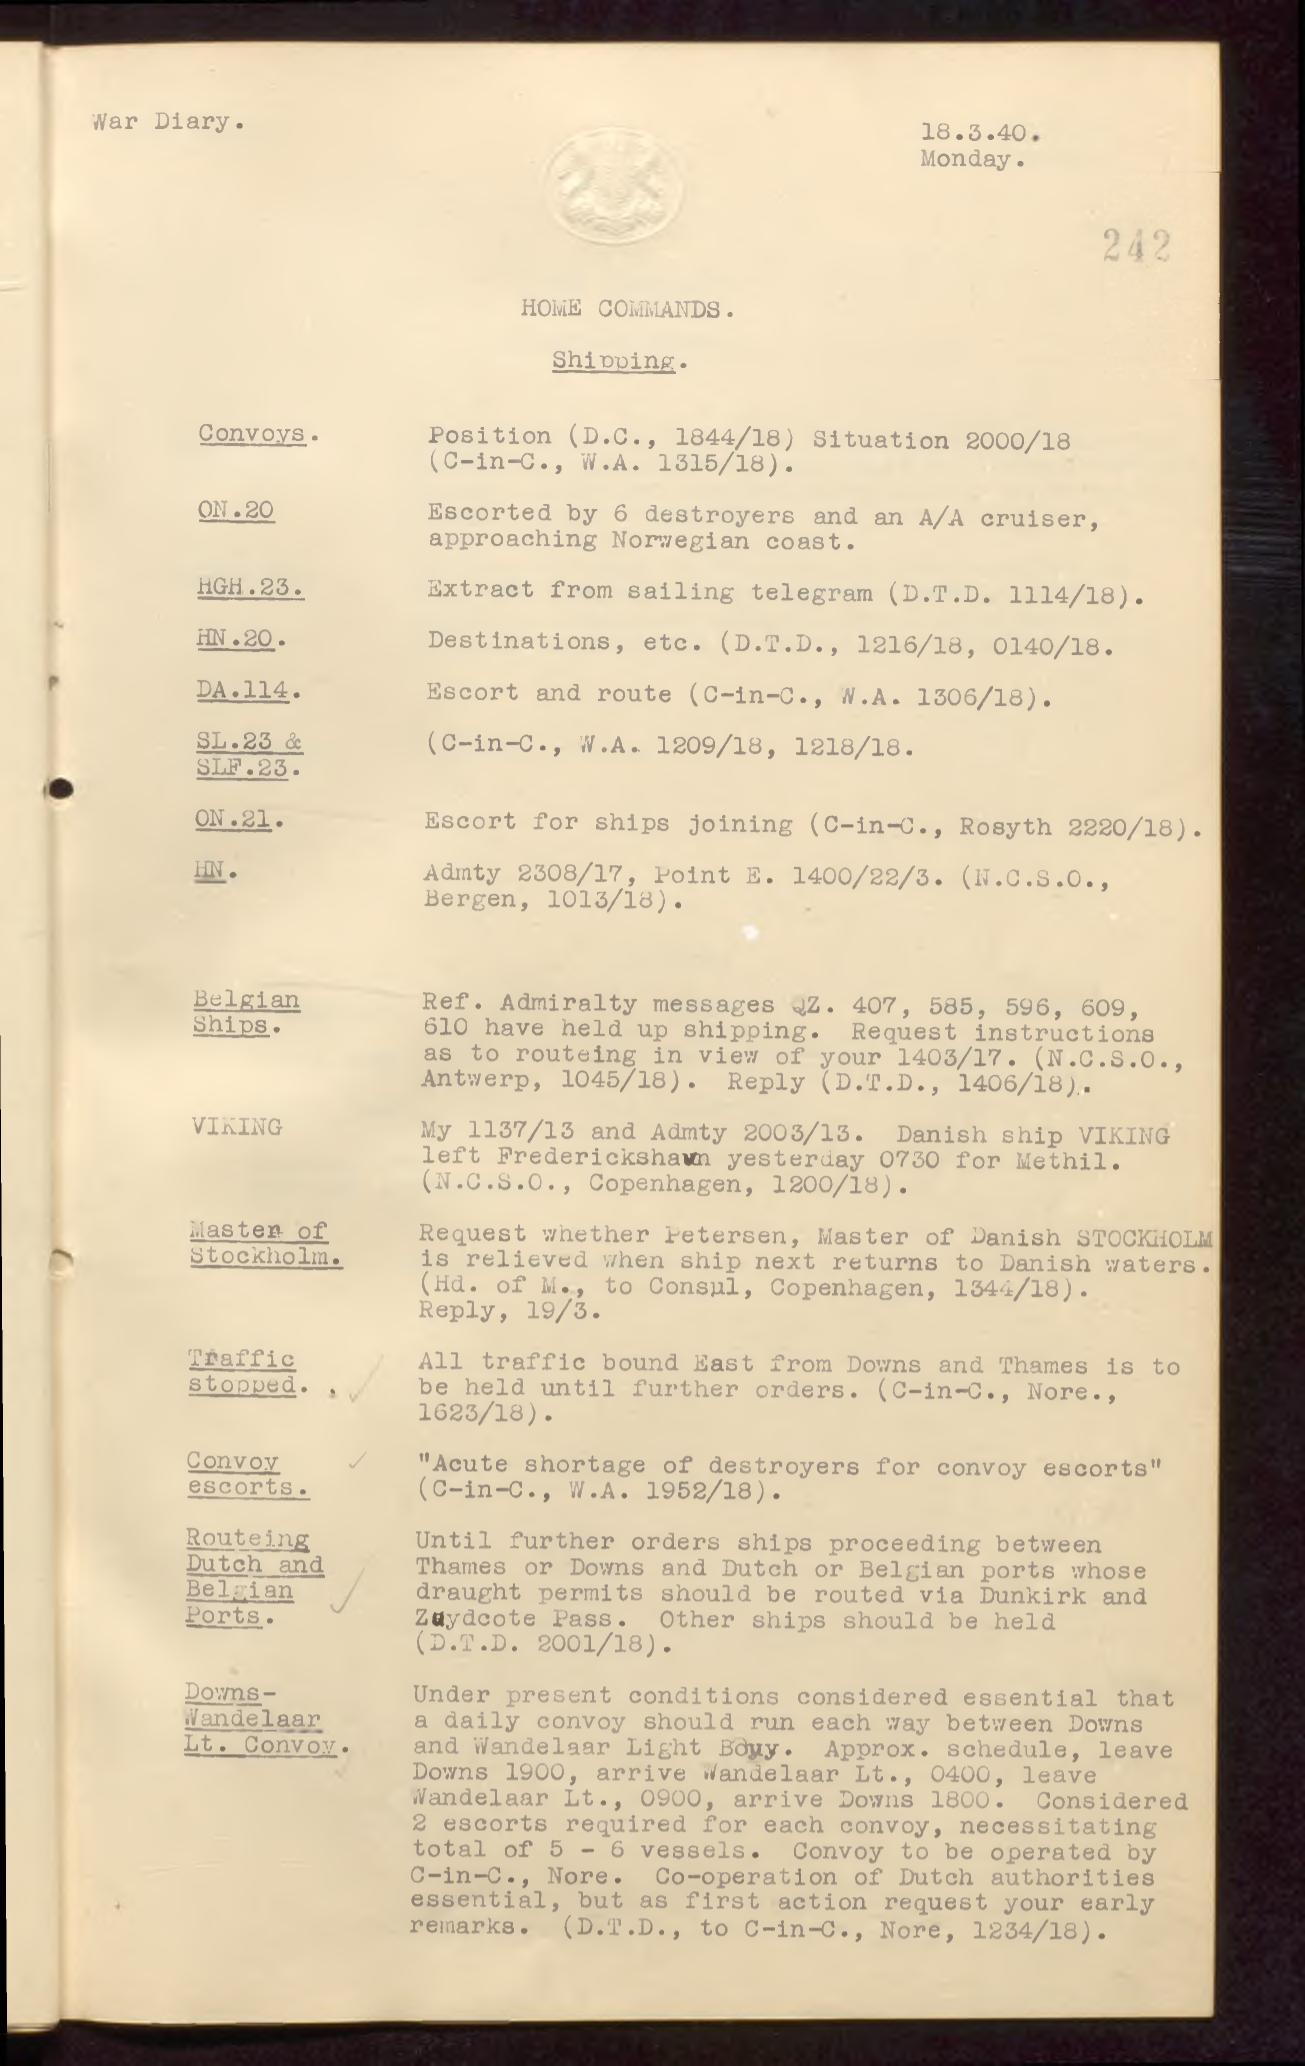 War Diary.
18.3.40.
Monday.
242
HOME COMMANDS.
Shipping.
Convoys. Position (D.C., 1844/18) Situation 2000/18
(C-in-C., W.A. 1315/18).
ON.20 Escorted by 6 destroyers and an A/A cruiser,
approaching Norwegian coast.
HGH.23. Extract from sailing telegram (D.T.D. 1114/18).
HN.20. Destinations, etc. (D.T.D., 1216/18, 0140/18.
DA.114. Escort and route (C-in-C., W.A. 1306/18).
SL.23 & (C-in-C., W.A. 1209/18, 1218/18.
SLF.23.
ON.21. Escort for ships joining (C-in-C., Rosyth 2220/18).
HN. Admty 2308/17, Point E. 1400/22/3. (N.C.S.O.,
Bergen, 1013/18).
Belgian Ref. Admiralty messages QZ. 407, 585, 596, 609,
Ships. 610 have held up shipping. Request instructions
as to routeing in view of your 1403/17. (N.C.S.O.,
Antwerp, 1045/18). Reply (D.T.D., 1406/18).
VIKING My 1137/13 and Admty 2003/13. Danish ship VIKING
left Frederickshavn yesterday 0730 for Methil.
(N.C.S.O., Copenhagen, 1200/18).
Master of Request whether Petersen, Master of Danish STOCKHOLM
Stockholm. is relieved when ship next returns to Danish waters.
(Hd. of M., to Consul, Copenhagen, 1344/18).
Reply, 19/3.
Traffic All traffic bound East from Downs and Thames is to
stopped. , be held until further orders. (C-in-C., Nore.,
1623/18).
Convoy "Acute shortage of destroyers for convoy escorts"
escorts. (C-in-C., W.A. 1952/18).
Routeing Until further orders ships proceeding between
Dutch and Thames or Downs and Dutch or Belgian ports whose
Belgian draught permits should be routed via Dunkirk and
Ports. Zuydcote Pass. Other ships should be held
(D.T.D. 2001/18).
Downs- Under present conditions considered essential that
Wandelaar a daily convoy should run each way between Downs
Lt. Convoy. and Wandelaar Light Bouy. Approx. schedule, leave
Downs 1900, arrive Wandelaar Lt., 0400, leave
Wandelaar Lt., 0900, arrive Downs 1800. Considered
2 escorts required for each convoy, necessitating
total of 5 - 6 vessels. Convoy to be operated by
C-in-C., Nore. Co-operation of Dutch authorities
essential, but as first action request your early
remarks. (D.T.D., to C-in-C., Nore, 1234/18).